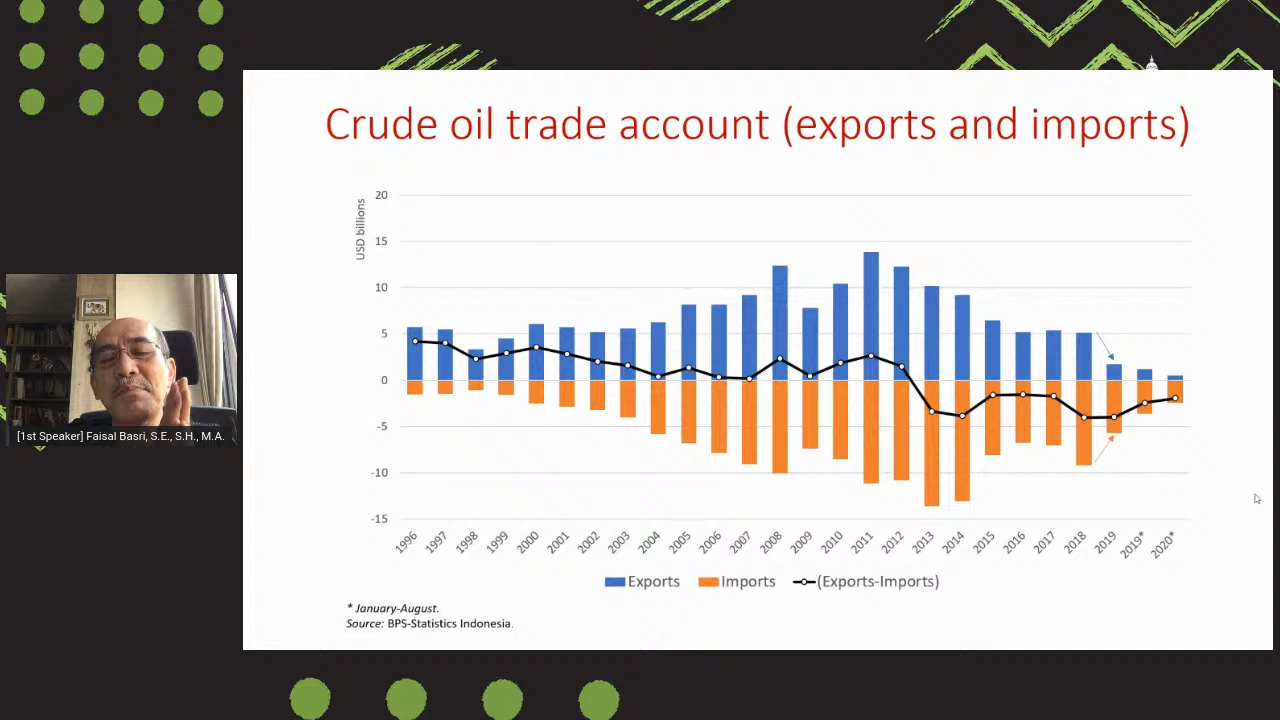 Crude oil trade account (exports and imports)
USD billions
20
15
10
5
0
-5
-10
-15
1996 1997 1998 1999 2000 2001 2002 2003 2004 2005 2006 2007 2008 2009 2010 2011 2012 2013 2014 2015 2016 2017 2018 2019 2019* 2020*
Exports Imports (Exports-Imports)
* January-August.
Source: BPS-Statistics Indonesia.
[1st Speaker] Faisal Basri, S.E., S.H., M.A.